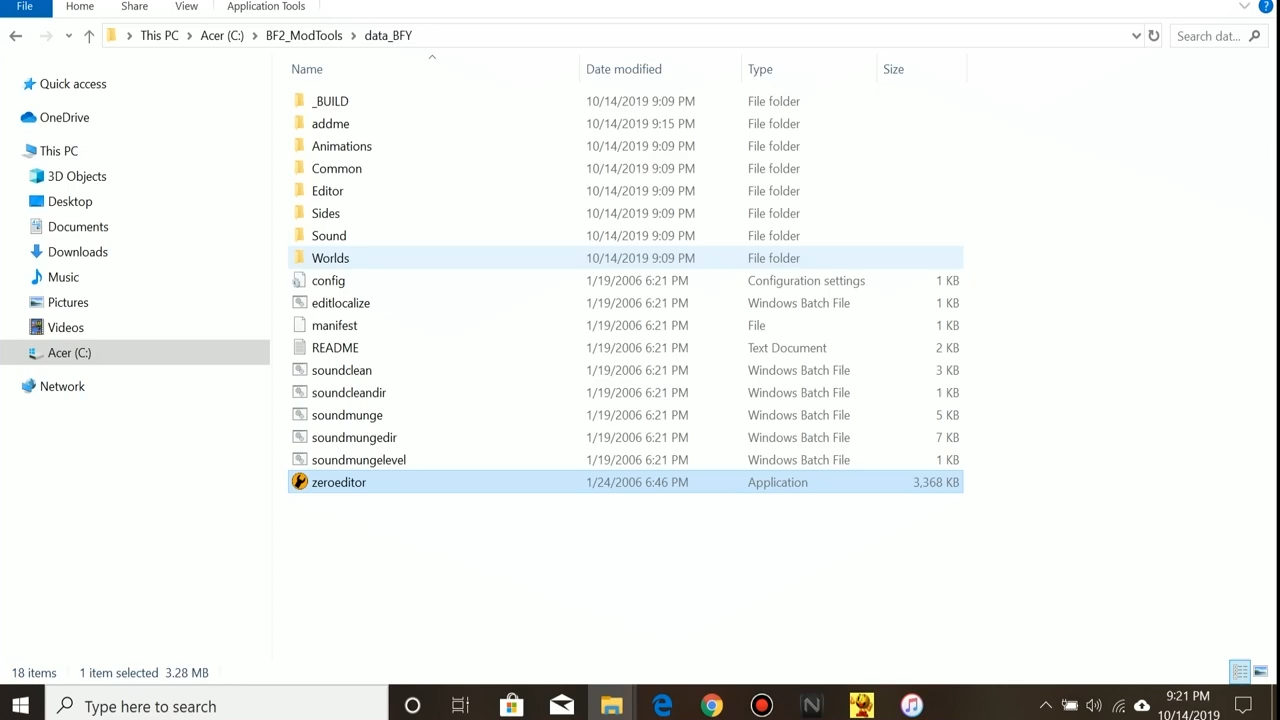 File Home Share View Application Tools
This PC Acer (C:) BF2_ModTools data_BFY Search dat...
Name Date modified Type Size
Quick access
OneDrive
This PC
3D Objects
Desktop
Documents
Downloads
Music
Pictures
Videos
Acer (C:)
Network
_BUILD 10/14/2019 9:09 PM File folder
addme 10/14/2019 9:15 PM File folder
Animations 10/14/2019 9:09 PM File folder
Common 10/14/2019 9:09 PM File folder
Editor 10/14/2019 9:09 PM File folder
Sides 10/14/2019 9:09 PM File folder
Sound 10/14/2019 9:09 PM File folder
Worlds 10/14/2019 9:09 PM File folder
config 1/19/2006 6:21 PM Configuration settings 1 KB
editlocalize 1/19/2006 6:21 PM Windows Batch File 1 KB
manifest 1/19/2006 6:21 PM File 1 KB
README 1/19/2006 6:21 PM Text Document 2 KB
soundclean 1/19/2006 6:21 PM Windows Batch File 3 KB
soundcleandir 1/19/2006 6:21 PM Windows Batch File 1 KB
soundmunge 1/19/2006 6:21 PM Windows Batch File 5 KB
soundmungedir 1/19/2006 6:21 PM Windows Batch File 7 KB
soundmungelevel 1/19/2006 6:21 PM Windows Batch File 1 KB
zeroeditor 1/24/2006 6:46 PM Application 3,368 KB
18 items 1 item selected 3.28 MB
Type here to search
9:21 PM
10/14/2019